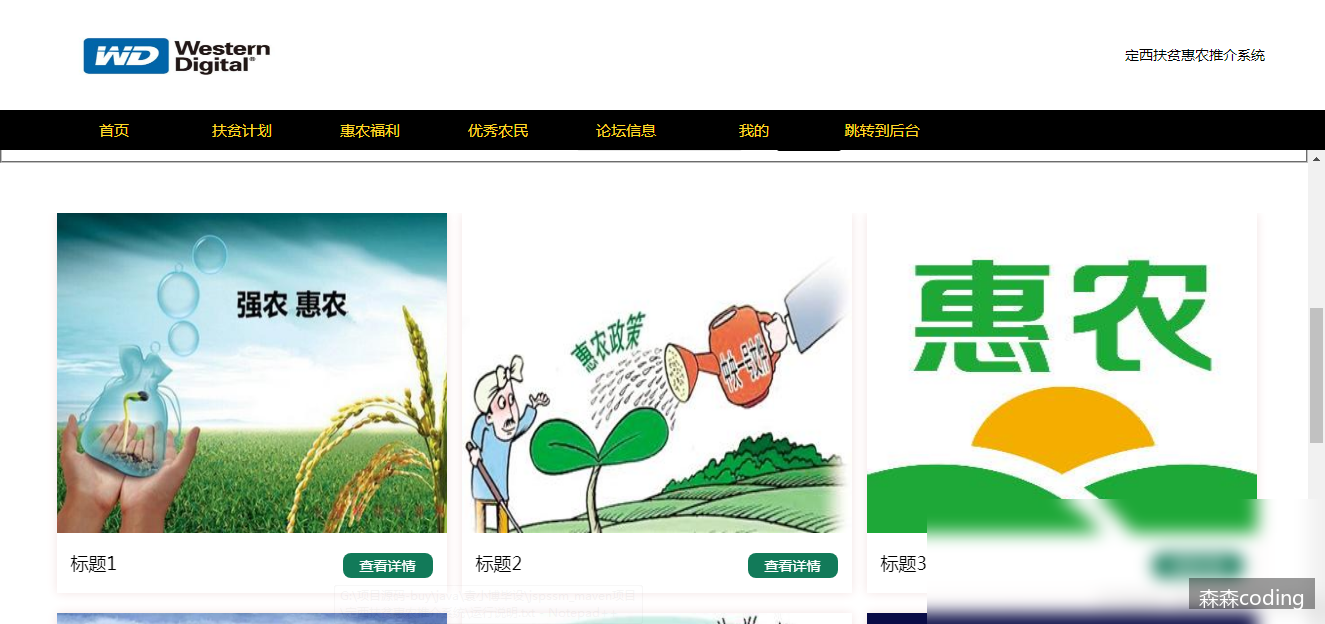 WD Western Digital®
定西扶贫惠农推介系统
首页 扶贫计划 惠农福利 优秀农民 论坛信息 我的 跳转到后台
强农 惠农
惠农政策
中央一号文件
惠农
标题1 查看详情
标题2 查看详情
标题3
森森coding